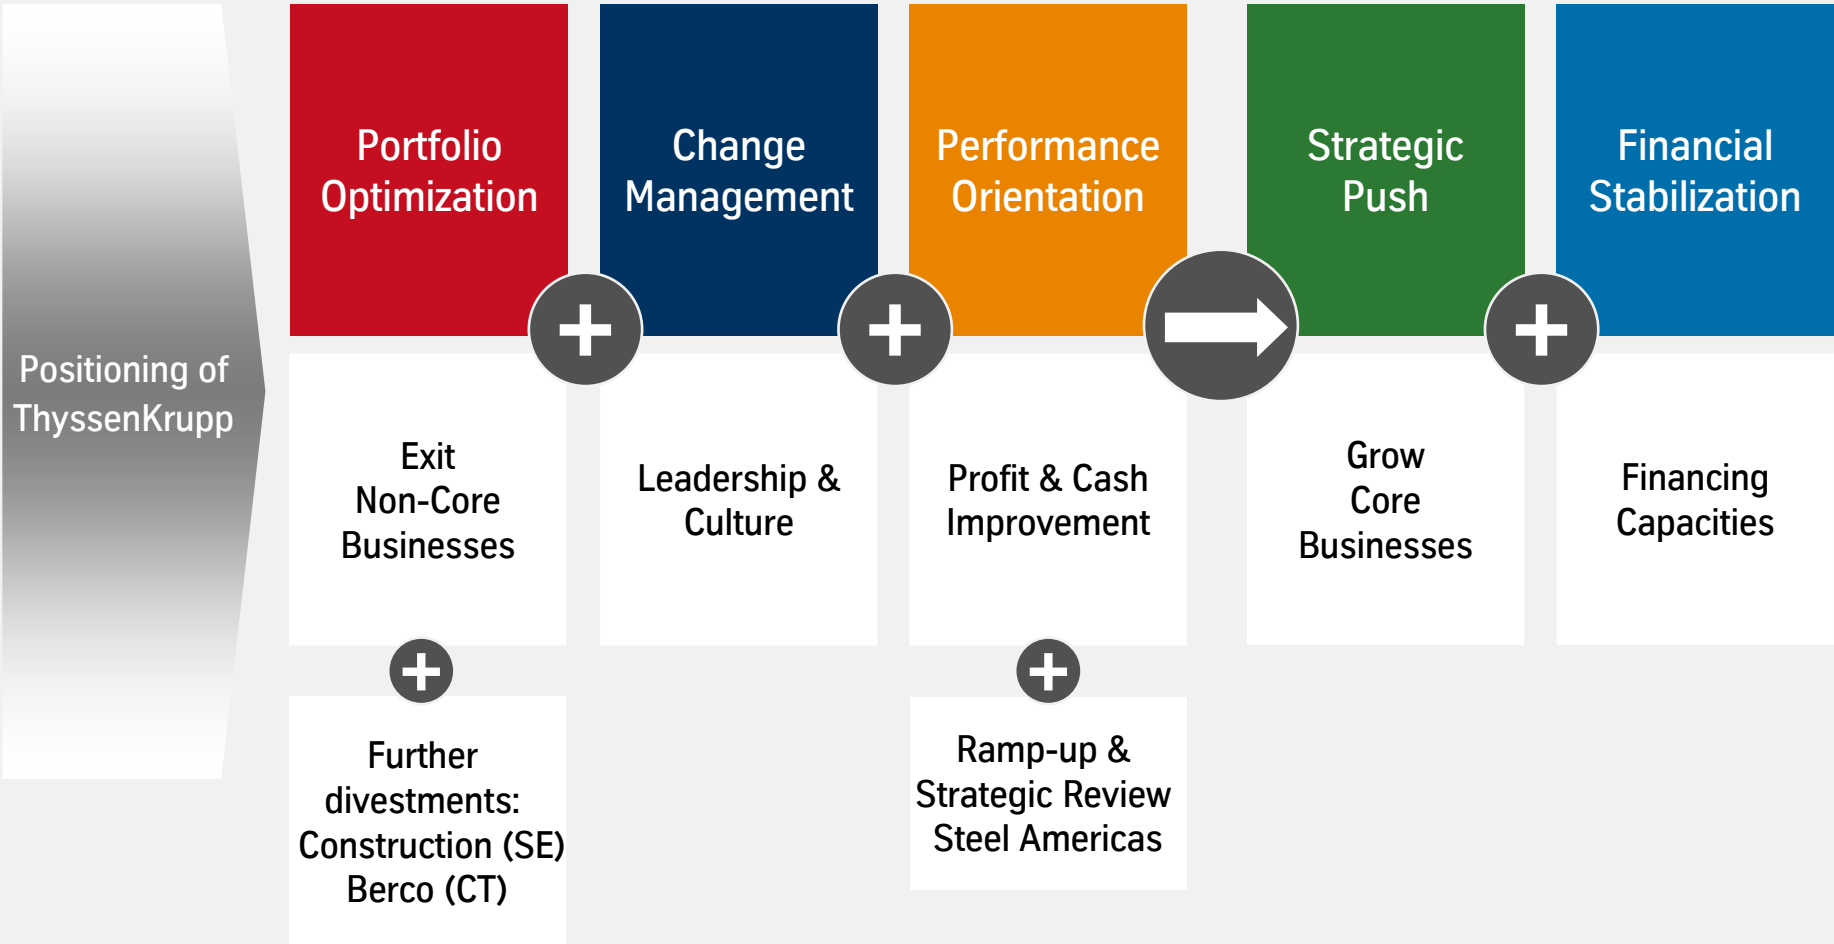 Positioning of
ThyssenKrupp
Portfolio
Optimization
Change
Management
Performance
Orientation
Strategic
Push
Financial
Stabilization
Exit
Non-Core
Businesses
Leadership &
Culture
Profit & Cash
Improvement
Grow
Core
Businesses
Financing
Capacities
Further
divestments:
Construction (SE)
Berco (CT)
Ramp-up &
Strategic Review
Steel Americas